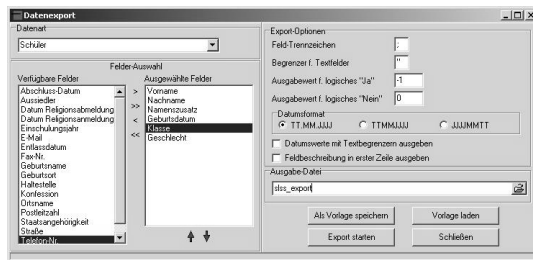 Datenexport
Datenart
Schüler
Felder-Auswahl
Verfügbare Felder
Abschluss-Datum
Aussiedler
Datum Religionsabmeldung
Datum Religionsanmeldung
Einschulungsjahr
E-Mail
Entlassdatum
Fax-Nr.
Geburtsname
Geburtsort
Haltestelle
Konfession
Ortsname
Postleitzahl
Staatsangehörigkeit
Straße
Telefon-Nr.
>
>>
<
<<
Ausgewählte Felder
Vorname
Nachname
Namenszusatz
Geburtsdatum
Klasse
Geschlecht
Export-Optionen
Feld-Trennzeichen ;
Begrenzer f. Textfelder "
Ausgabewert f. logisches "Ja" -1
Ausgabewert f. logisches "Nein" 0
Datumsformat
TT.MM.JJJJ TTMMJJJJ JJJJMMTT
Datumswerte mit Textbegrenzern ausgeben
Feldbeschreibung in erster Zeile ausgeben
Ausgabe-Datei
slss_export
Als Vorlage speichern Vorlage laden
Export starten Schließen